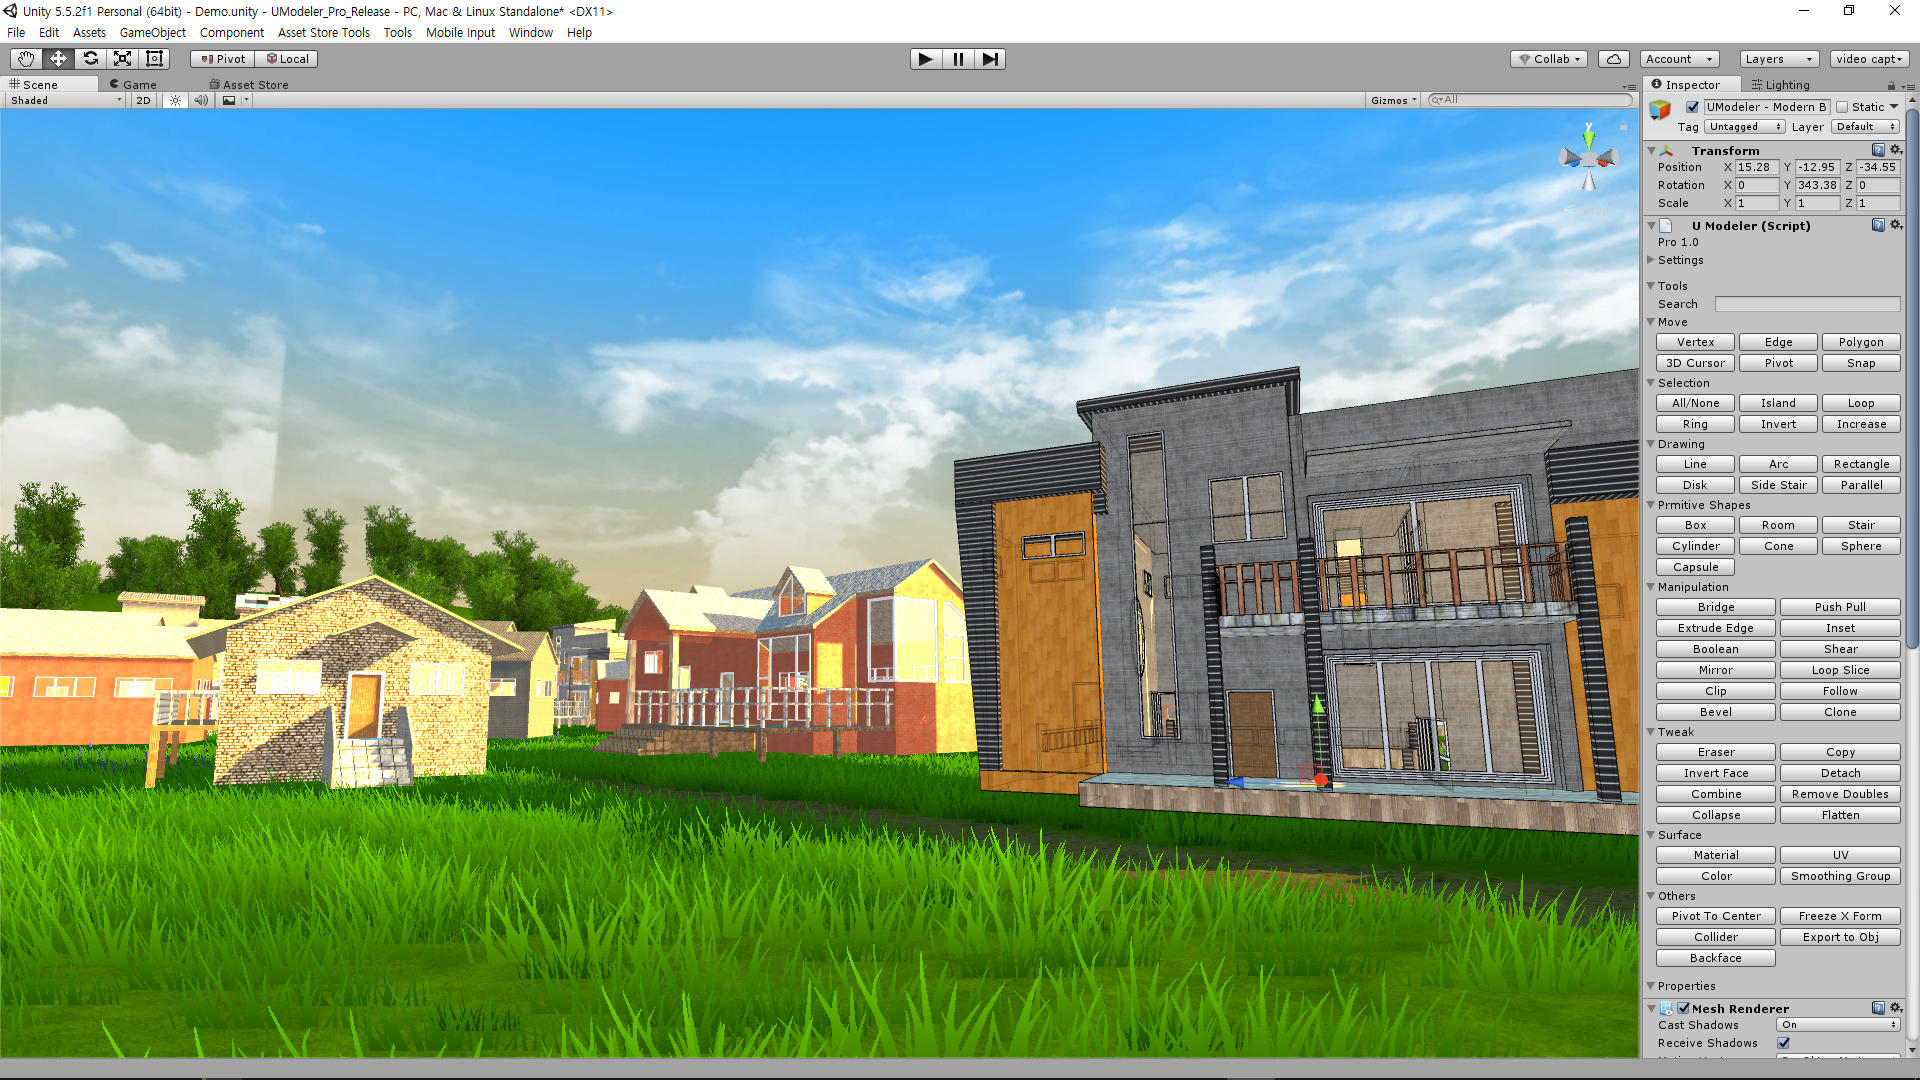 Unity 5.5.2f1 Personal (64bit) - Demo.unity - UModeler_Pro_Release - PC, Mac & Linux Standalone* <DX11>
File Edit Assets GameObject Component Asset Store Tools Tools Mobile Input Window Help
Pivot Local Collab Account Layers video capt
Scene Game Asset Store Inspector Lighting
Shaded 2D Gizmos All
UModeler - Modern B Static
Tag Untagged Layer Default
y
Transform
Position X 15.28 Y -12.95 Z -34.55
Rotation X 0 Y 343.38 Z 0
Scale X 1 Y 1 Z 1
U Modeler (Script)
Pro 1.0
Settings
Tools
Search
Move
Vertex Edge Polygon
3D Cursor Pivot Snap
Selection
All/None Island Loop
Ring Invert Increase
Drawing
Line Arc Rectangle
Disk Side Stair Parallel
Prmitive Shapes
Box Room Stair
Cylinder Cone Sphere
Capsule
Manipulation
Bridge Push Pull
Extrude Edge Inset
Boolean Shear
Mirror Loop Slice
Clip Follow
Bevel Clone
Tweak
Eraser Copy
Invert Face Detach
Combine Remove Doubles
Collapse Flatten
Surface
Material UV
Color Smoothing Group
Others
Pivot To Center Freeze X Form
Collider Export to Obj
Backface
Properties
Mesh Renderer
Cast Shadows On
Receive Shadows